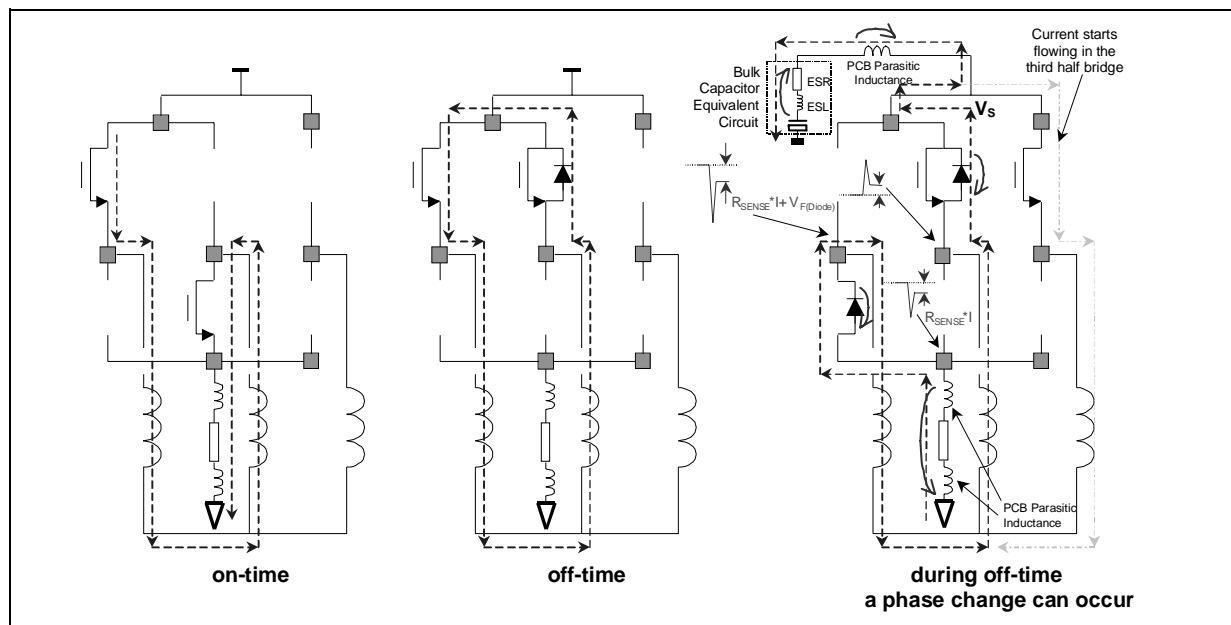 Current starts
flowing in the
third half bridge
PCB Parasitic
Inductance
Bulk
Capacitor
Equivalent
Circuit
ESR
ESL
VS
RSENSE*I+ VF(Diode)
RSENSE*I
PCB Parasitic
Inductance
on-time
off-time
during off-time
a phase change can occur